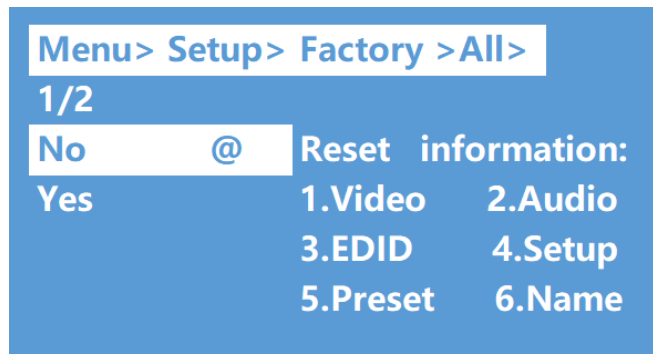 Menu> Setup> Factory >All>
1/2
No @ Reset information:
Yes 1.Video 2.Audio
3.EDID 4.Setup
5.Preset 6.Name